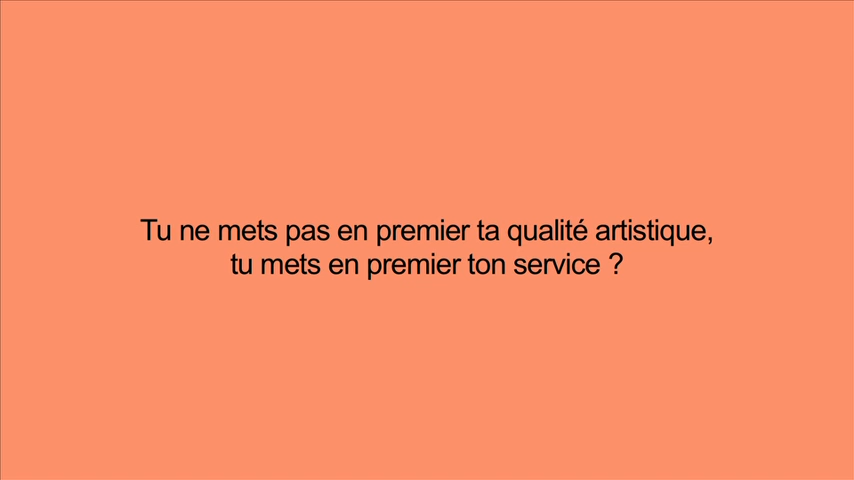 Tu ne mets pas en premier ta qualité artistique,
tu mets en premier ton service ?